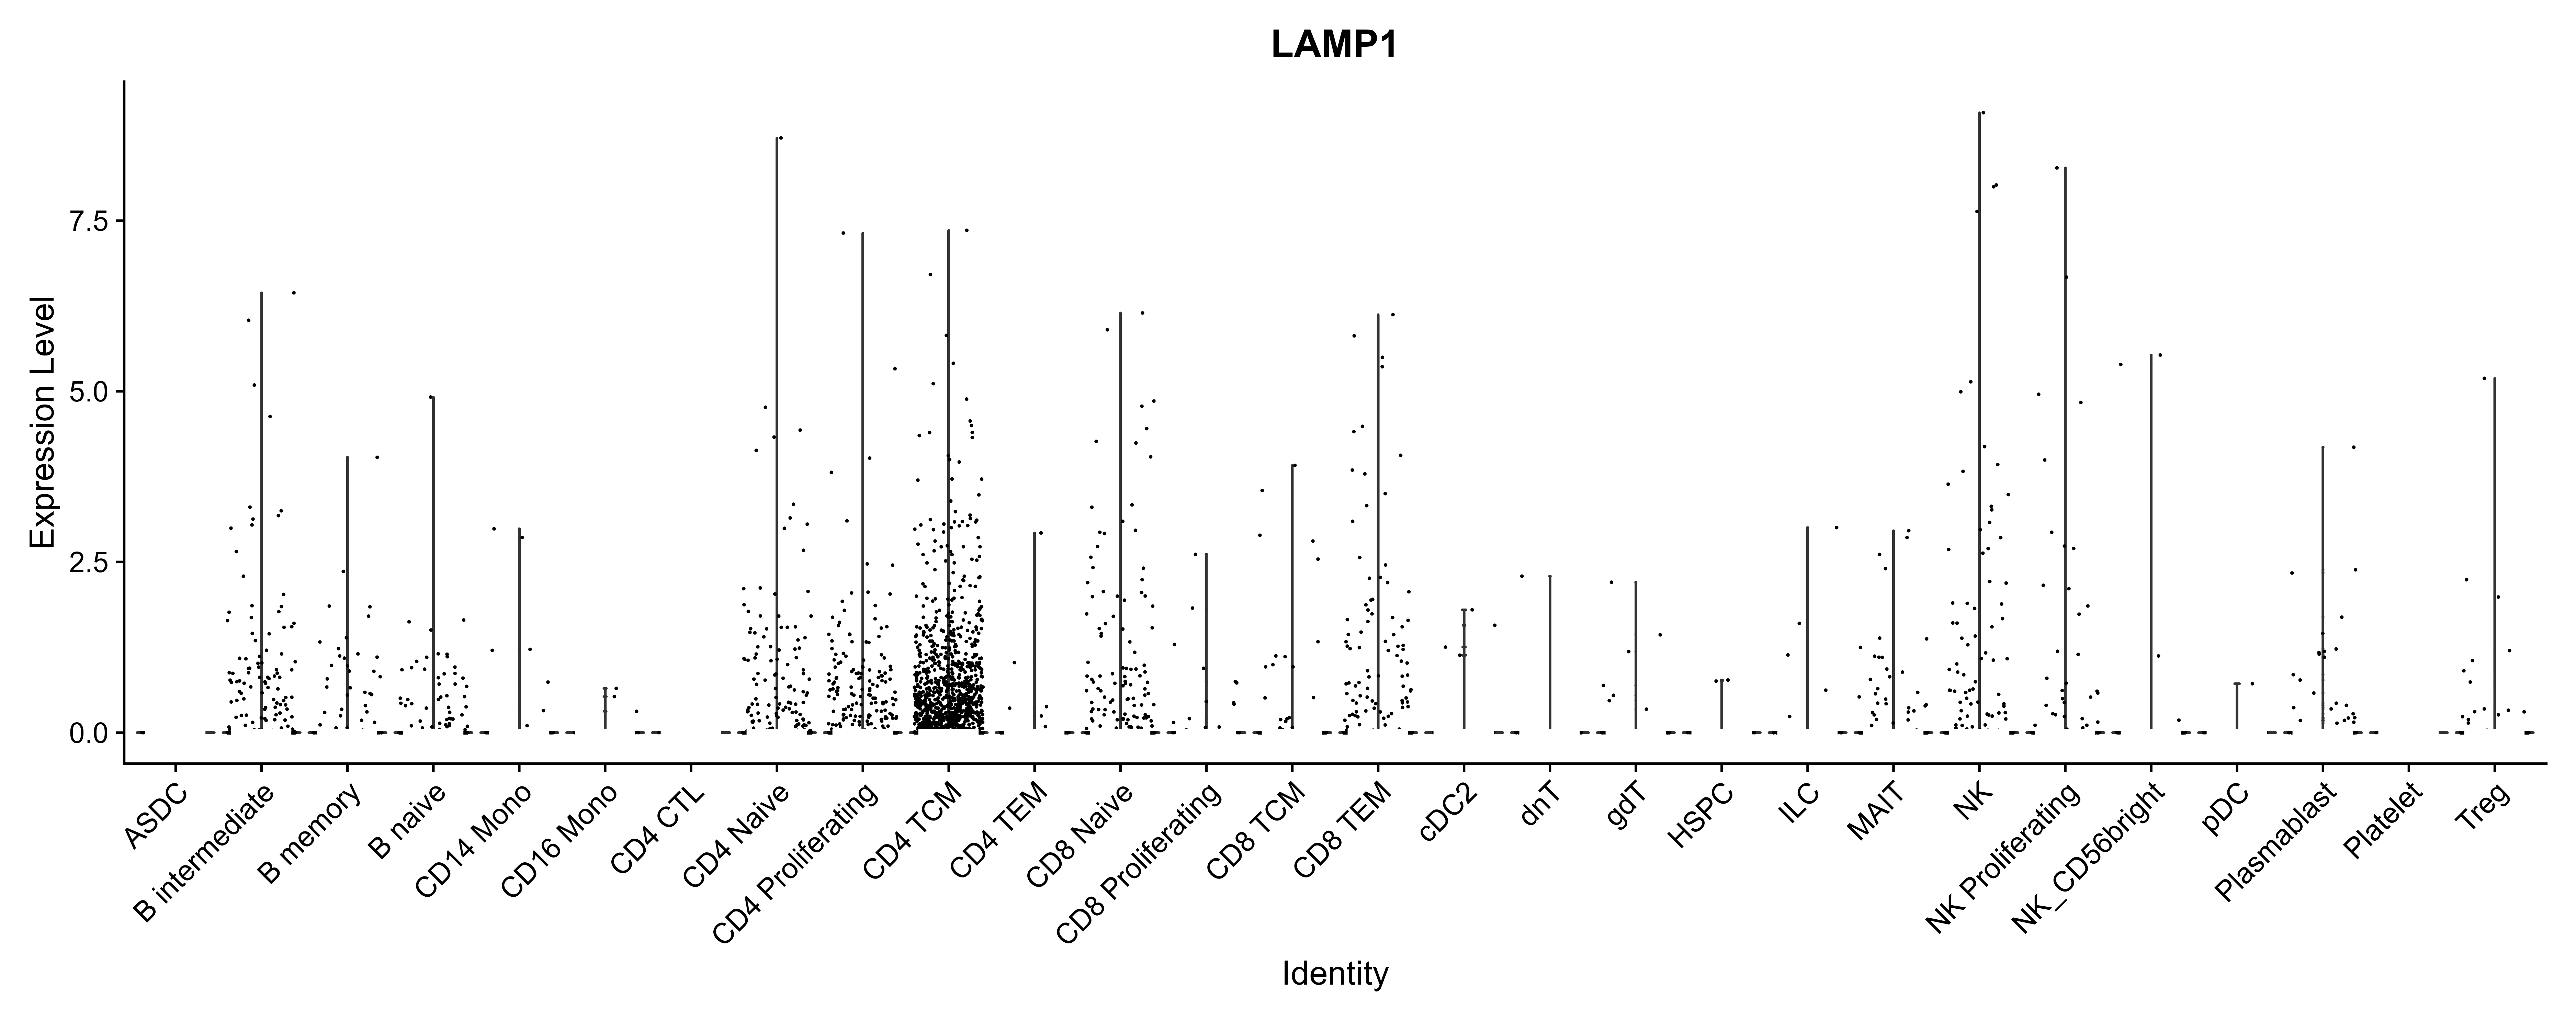 LAMP1
Expression Level
7.5
5.0
2.5
0.0
ASDC
B intermediate
B memory
B naive
CD14 Mono
CD16 Mono
CD4 CTL
CD4 Naive
CD4 Proliferating
CD4 TCM
CD4 TEM
CD8 Naive
CD8 Proliferating
CD8 TCM
CD8 TEM
cDC2
dnT
gdT
HSPC
ILC
MAIT
NK
NK Proliferating
NK_CD56bright
pDC
Plasmablast
Platelet
Treg
Identity